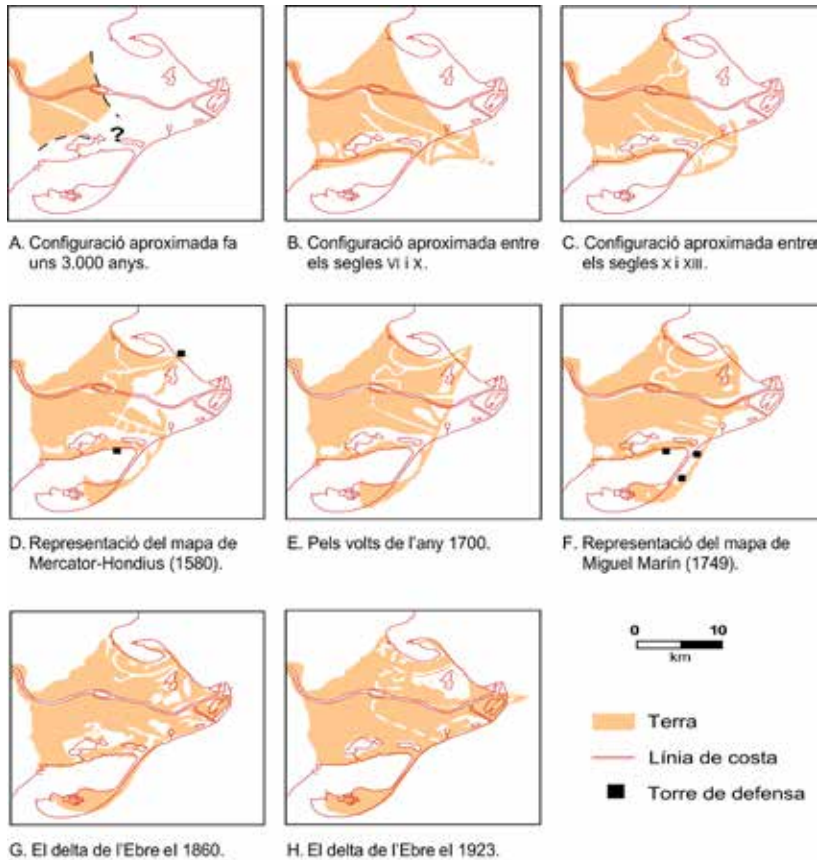 ?
A. Configuració aproximada fa
uns 3.000 anys.
B. Configuració aproximada entre
els segles VI i X.
C. Configuració aproximada entre
els segles X i XIII.
D. Representació del mapa de
Mercator-Hondius (1580).
E. Pels volts de l'any 1700.
F. Representació del mapa de
Miguel Marín (1749).
0 10
km
Terra
Línia de costa
Torre de defensa
G. El delta de l'Ebre el 1860.
H. El delta de l'Ebre el 1923.